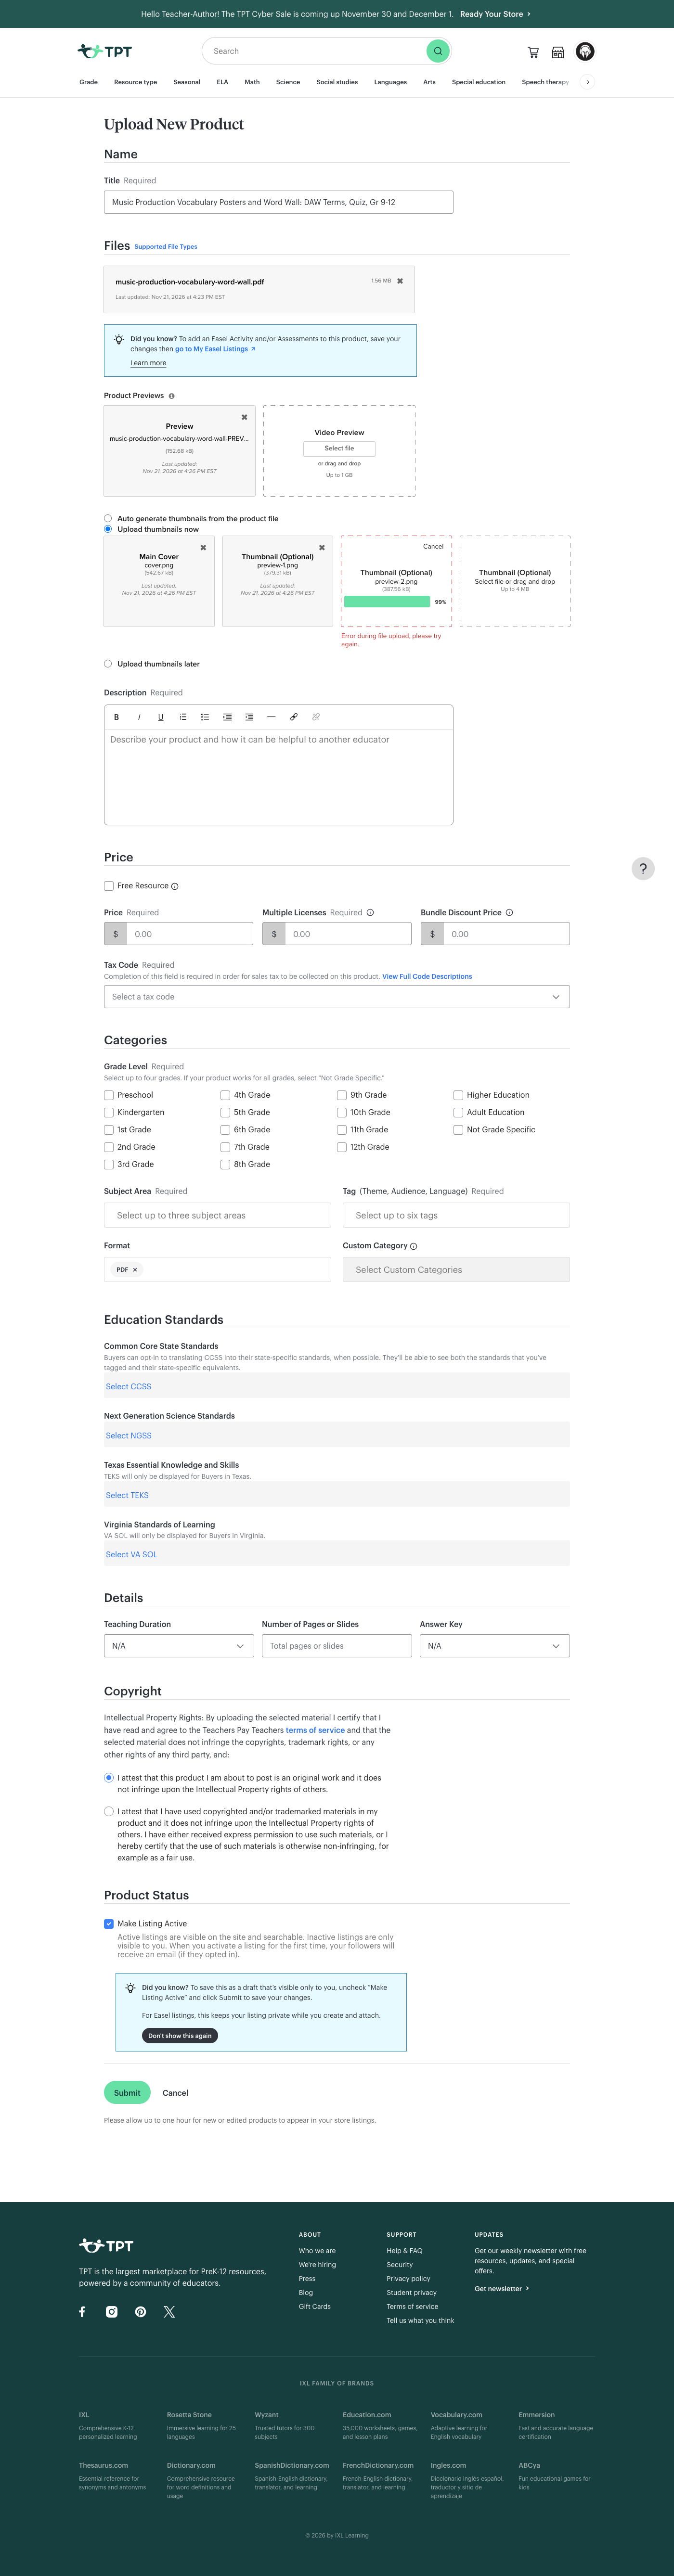 Hello Teacher-Author! The TPT Cyber Sale is coming up November 30 and December 1. Ready Your Store
TPT
Search
Grade
Resource type
Seasonal
ELA
Math
Science
Social studies
Languages
Arts
Special education
Speech therapy
Upload New Product
Name
Title Required
Music Production Vocabulary Posters and Word Wall: DAW Terms, Quiz, Gr 9-12
Files Supported File Types
music-production-vocabulary-word-wall.pdf
1.56 MB
Last updated: Nov 21, 2026 at 4:23 PM EST
Did you know? To add an Easel Activity and/or Assessments to this product, save your
changes then go to My Easel Listings
Learn more
Product Previews
Preview
music-production-vocabulary-word-wall-PREV...
(152.68 kB)
Last updated:
Nov 21, 2026 at 4:26 PM EST
Video Preview
Select file
or drag and drop
Up to 1 GB
Auto generate thumbnails from the product file
Upload thumbnails now
Main Cover
cover.png
(542.67 kB)
Last updated:
Nov 21, 2026 at 4:26 PM EST
Thumbnail (Optional)
preview-1.png
(379.31 kB)
Last updated:
Nov 21, 2026 at 4:26 PM EST
Cancel
Thumbnail (Optional)
preview-2.png
(387.56 kB)
99%
Error during file upload, please try
again.
Thumbnail (Optional)
Select file or drag and drop
Up to 4 MB
Upload thumbnails later
Description Required
B I U
Describe your product and how it can be helpful to another educator
Price
Free Resource
Price Required
$ 0.00
Multiple Licenses Required
$ 0.00
Bundle Discount Price
$ 0.00
?
Tax Code Required
Completion of this field is required in order for sales tax to be collected on this product. View Full Code Descriptions
Select a tax code
Categories
Grade Level Required
Select up to four grades. If your product works for all grades, select "Not Grade Specific."
Preschool
4th Grade
9th Grade
Higher Education
Kindergarten
5th Grade
10th Grade
Adult Education
1st Grade
6th Grade
11th Grade
Not Grade Specific
2nd Grade
7th Grade
12th Grade
3rd Grade
8th Grade
Subject Area Required
Select up to three subject areas
Tag (Theme, Audience, Language) Required
Select up to six tags
Format
PDF
Custom Category
Select Custom Categories
Education Standards
Common Core State Standards
Buyers can opt-in to translating CCSS into their state-specific standards, when possible. They'll be able to see both the standards that you've
tagged and their state-specific equivalents.
Select CCSS
Next Generation Science Standards
Select NGSS
Texas Essential Knowledge and Skills
TEKS will only be displayed for Buyers in Texas.
Select TEKS
Virginia Standards of Learning
VA SOL will only be displayed for Buyers in Virginia.
Select VA SOL
Details
Teaching Duration
N/A
Number of Pages or Slides
Total pages or slides
Answer Key
N/A
Copyright
Intellectual Property Rights: By uploading the selected material I certify that I
have read and agree to the Teachers Pay Teachers terms of service and that the
selected material does not infringe the copyrights, trademark rights, or any
other rights of any third party, and:
I attest that this product I am about to post is an original work and it does
not infringe upon the Intellectual Property rights of others.
I attest that I have used copyrighted and/or trademarked materials in my
product and it does not infringe upon the Intellectual Property rights of
others. I have either received express permission to use such materials, or I
hereby certify that the use of such materials is otherwise non-infringing, for
example as a fair use.
Product Status
Make Listing Active
Active listings are visible on the site and searchable. Inactive listings are only
visible to you. When you activate a listing for the first time, your followers will
receive an email (if they opted in).
Did you know? To save this as a draft that's visible only to you, uncheck "Make
Listing Active" and click Submit to save your changes.
For Easel listings, this keeps your listing private while you create and attach.
Don't show this again
Submit
Cancel
Please allow up to one hour for new or edited products to appear in your store listings.
TPT
TPT is the largest marketplace for PreK-12 resources,
powered by a community of educators.
ABOUT
Who we are
We're hiring
Press
Blog
Gift Cards
SUPPORT
Help & FAQ
Security
Privacy policy
Student privacy
Terms of service
Tell us what you think
UPDATES
Get our weekly newsletter with free
resources, updates, and special
offers.
Get newsletter
IXL FAMILY OF BRANDS
IXL
Comprehensive K-12
personalized learning
Rosetta Stone
Immersive learning for 25
languages
Wyzant
Trusted tutors for 300
subjects
Education.com
35,000 worksheets, games,
and lesson plans
Vocabulary.com
Adaptive learning for
English vocabulary
Emmersion
Fast and accurate language
certification
Thesaurus.com
Essential reference for
synonyms and antonyms
Dictionary.com
Comprehensive resource
for word definitions and
usage
SpanishDictionary.com
Spanish-English dictionary,
translator, and learning
FrenchDictionary.com
French-English dictionary,
translator, and learning
Ingles.com
Diccionario inglés-español,
traductor y sitio de
aprendizaje
ABCya
Fun educational games for
kids
© 2026 by IXL Learning